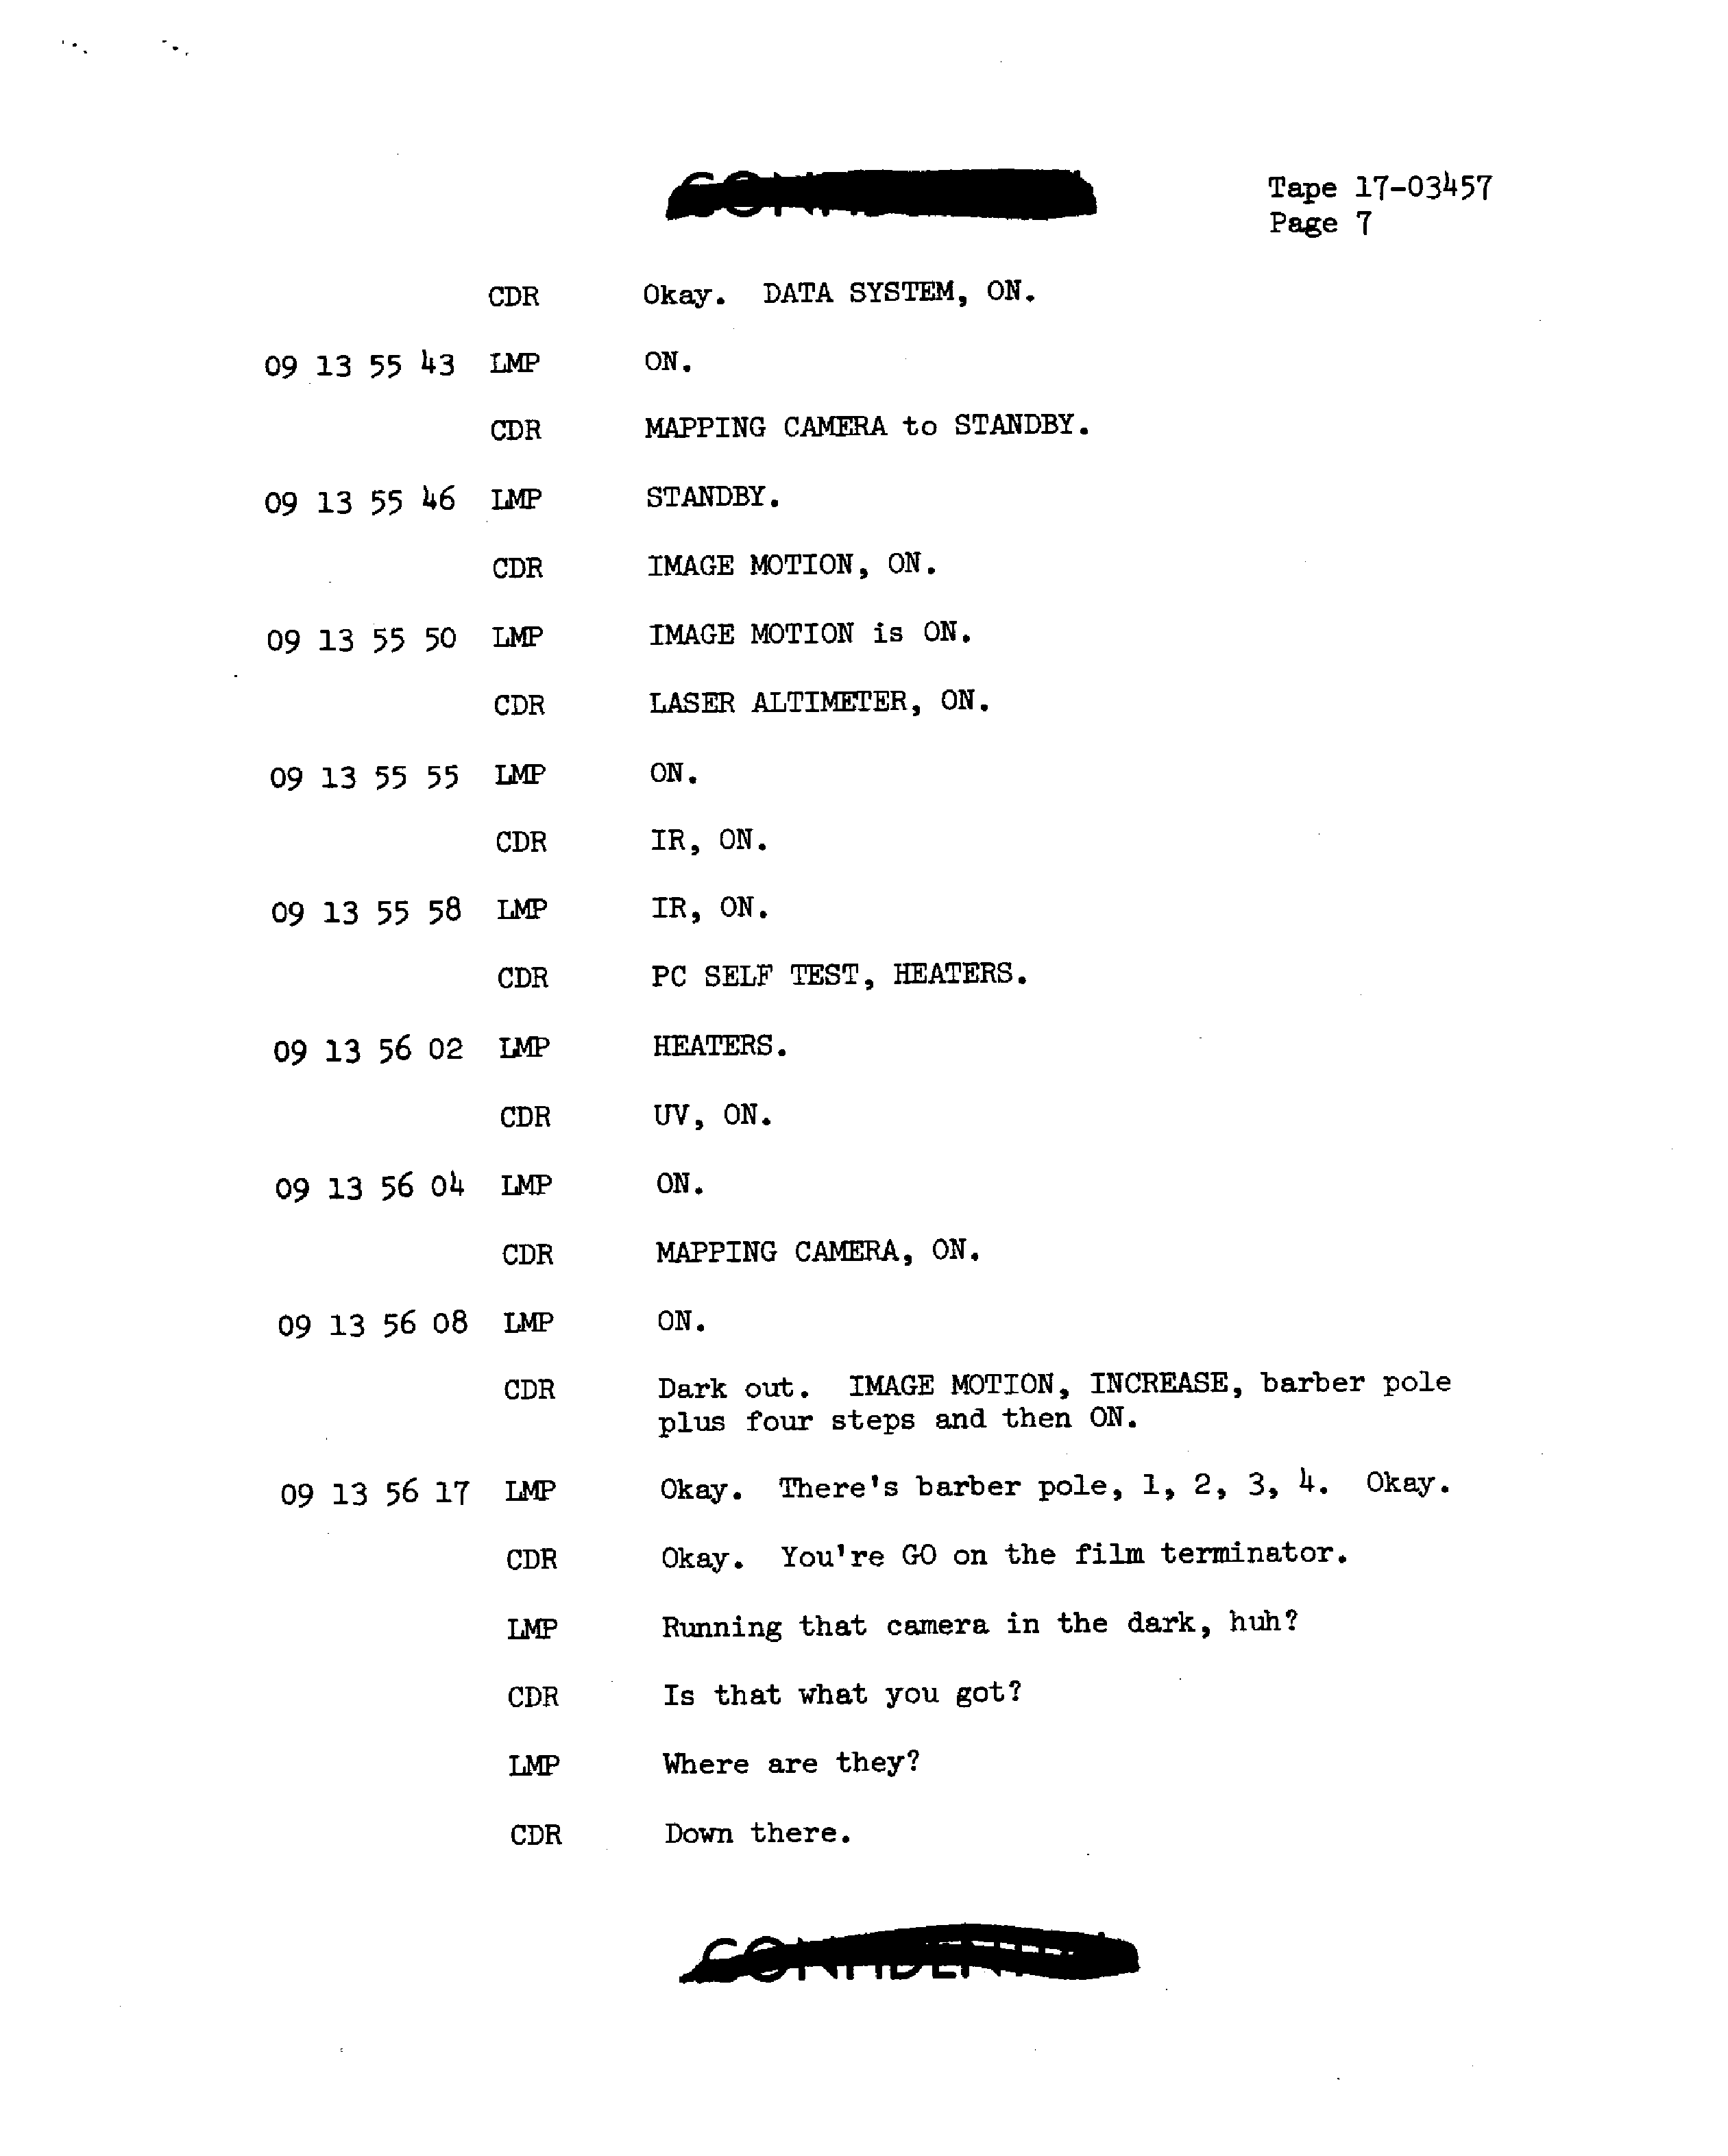 Tape 17-03457
Page 7
CDR Okay. DATA SYSTEM, ON.
09 13 55 43 LMP ON.
CDR MAPPING CAMERA to STANDBY.
09 13 55 46 LMP STANDBY.
CDR IMAGE MOTION, ON.
09 13 55 50 LMP IMAGE MOTION is ON.
CDR LASER ALTIMETER, ON.
09 13 55 55 LMP ON.
CDR IR, ON.
09 13 55 58 LMP IR, ON.
CDR PC SELF TEST, HEATERS.
09 13 56 02 LMP HEATERS.
CDR UV, ON.
09 13 56 04 LMP ON.
CDR MAPPING CAMERA, ON.
09 13 56 08 LMP ON.
CDR Dark out. IMAGE MOTION, INCREASE, barber pole
plus four steps and then ON.
09 13 56 17 LMP Okay. There's barber pole, 1, 2, 3, 4. Okay.
CDR Okay. You're GO on the film terminator.
LMP Running that camera in the dark, huh?
CDR Is that what you got?
LMP Where are they?
CDR Down there.